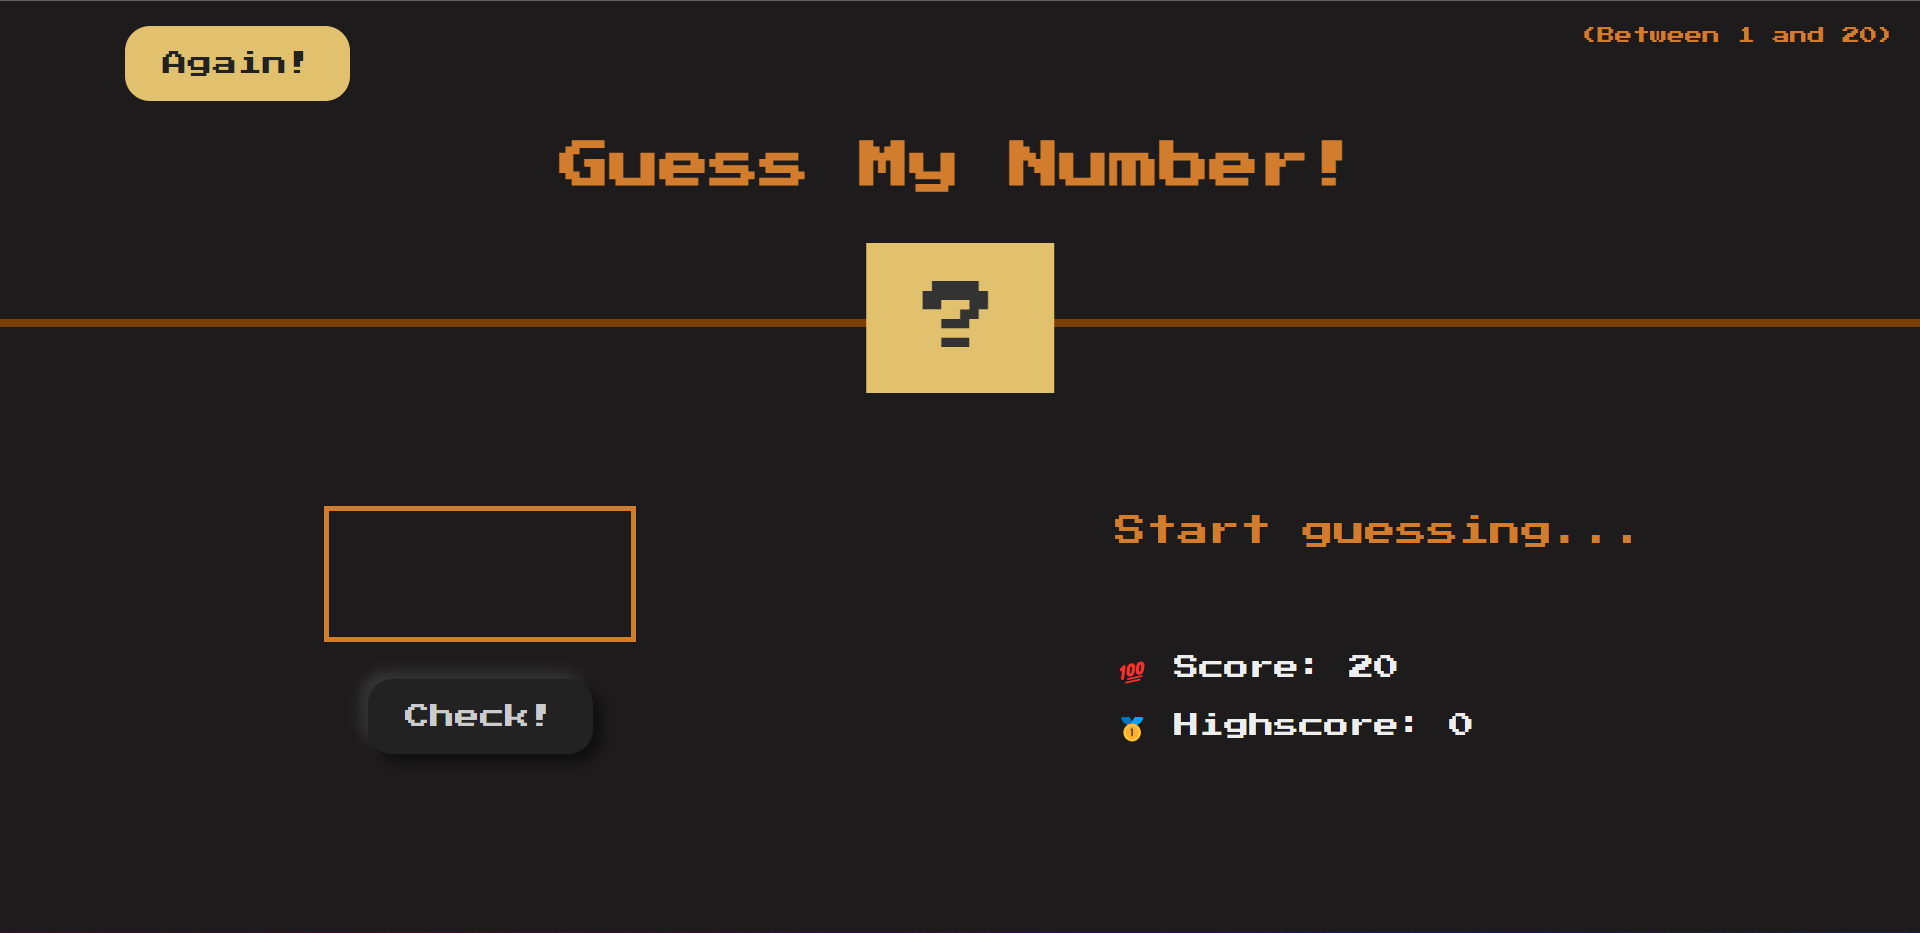 Again!
(Between 1 and 20)
Guess My Number!
?
Start guessing...
💯 Score: 20
🥇 Highscore: 0
Check!